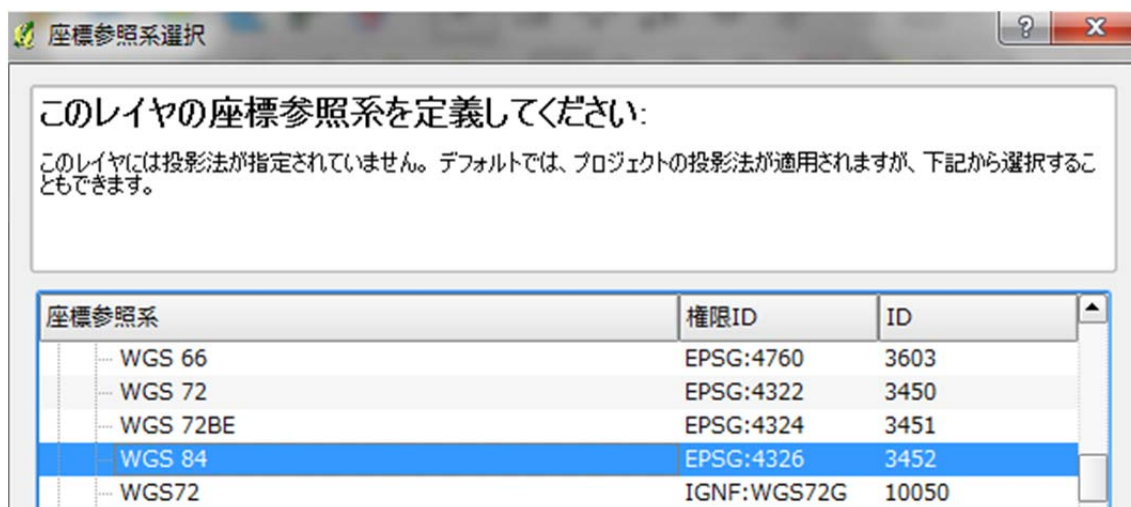 座標参照系選択
このレイヤの座標参照系を定義してください:
このレイヤには投影法が指定されていません。デフォルトでは、プロジェクトの投影法が適用されますが、下記から選択するこ
ともできます。
座標参照系 権限ID ID
WGS 66 EPSG:4760 3603
WGS 72 EPSG:4322 3450
WGS 72BE EPSG:4324 3451
WGS 84 EPSG:4326 3452
WGS72 IGNF:WGS72G 10050